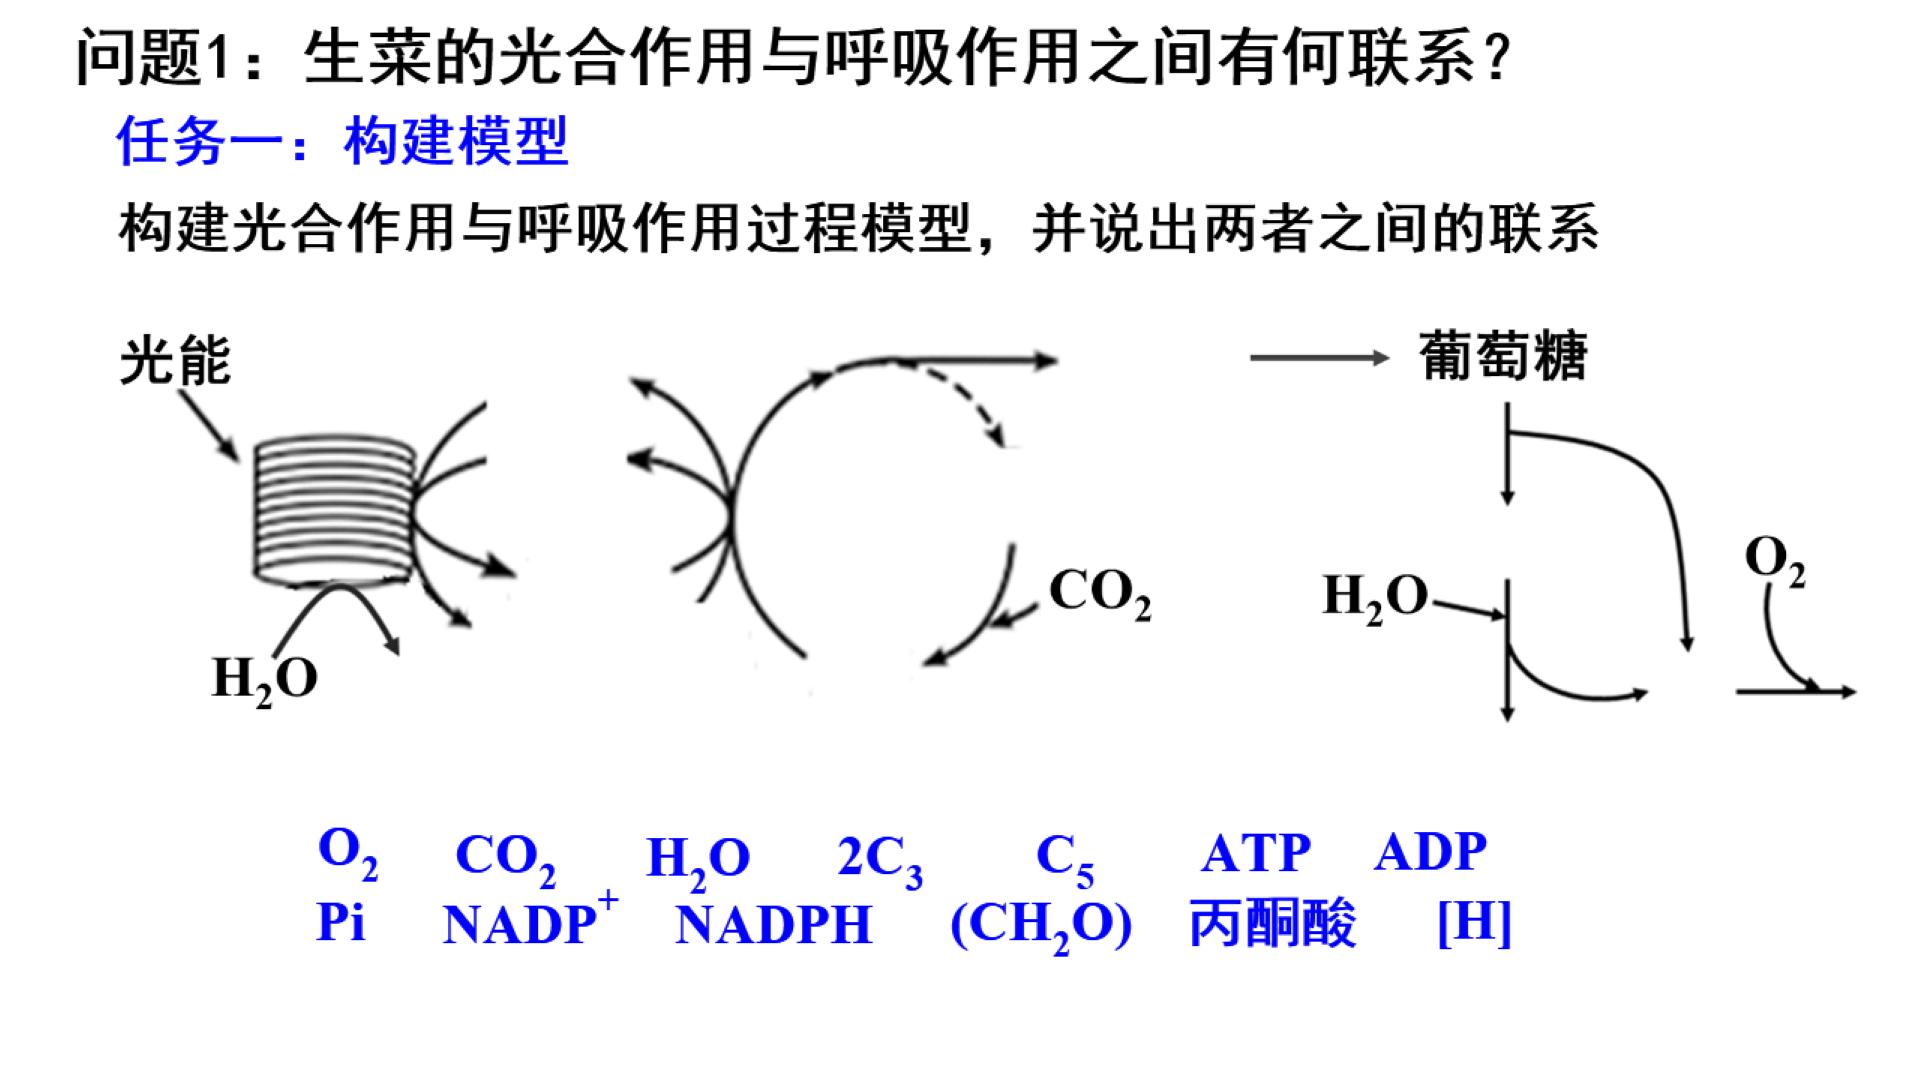 问题1：生菜的光合作用与呼吸作用之间有何联系？
任务一：构建模型
构建光合作用与呼吸作用过程模型，并说出两者之间的联系
光能
葡萄糖
O₂
CO₂
H₂O
H₂O
O₂ CO₂ H₂O 2C₃ C₅ ATP ADP
Pi NADP⁺ NADPH (CH₂O) 丙酮酸 [H]